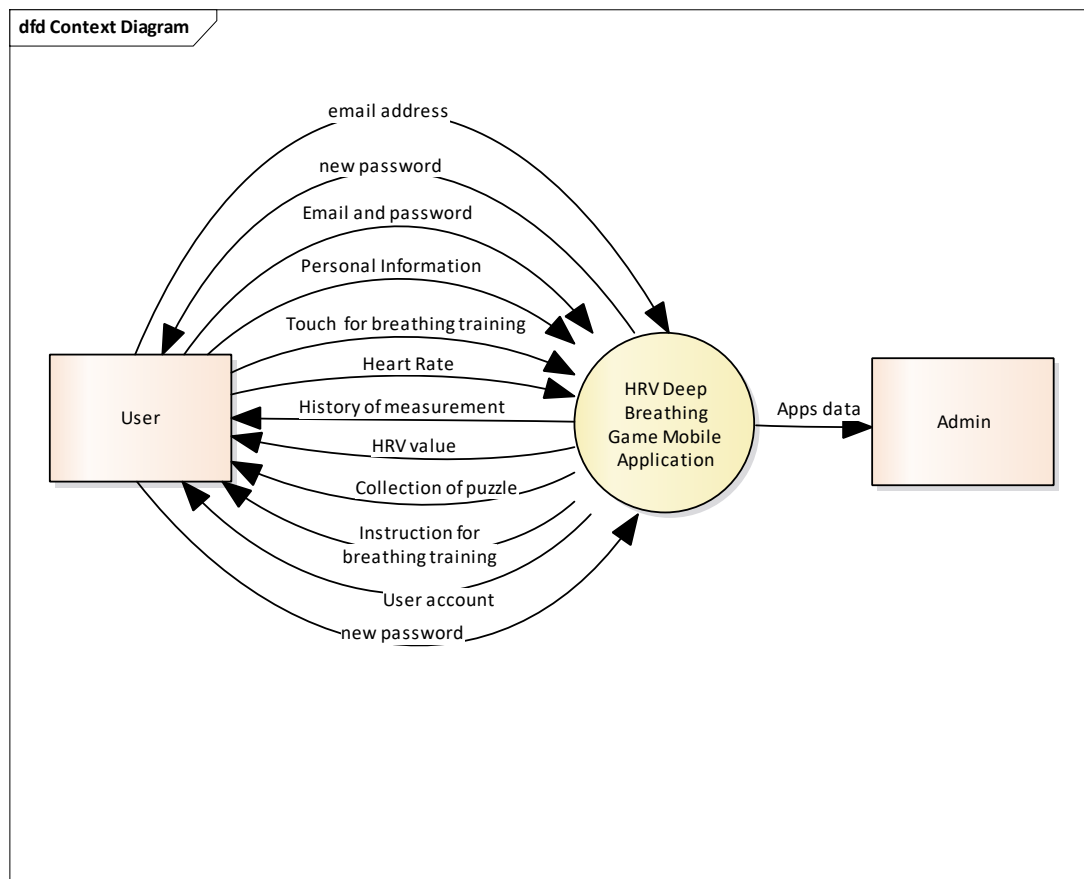 dfd Context Diagram
email address
new password
Email and password
Personal Information
Touch for breathing training
Heart Rate
History of measurement
HRV value
Collection of puzzle
Instruction for
breathing training
User account
new password
User
HRV Deep
Breathing
Game Mobile
Application
Apps data
Admin